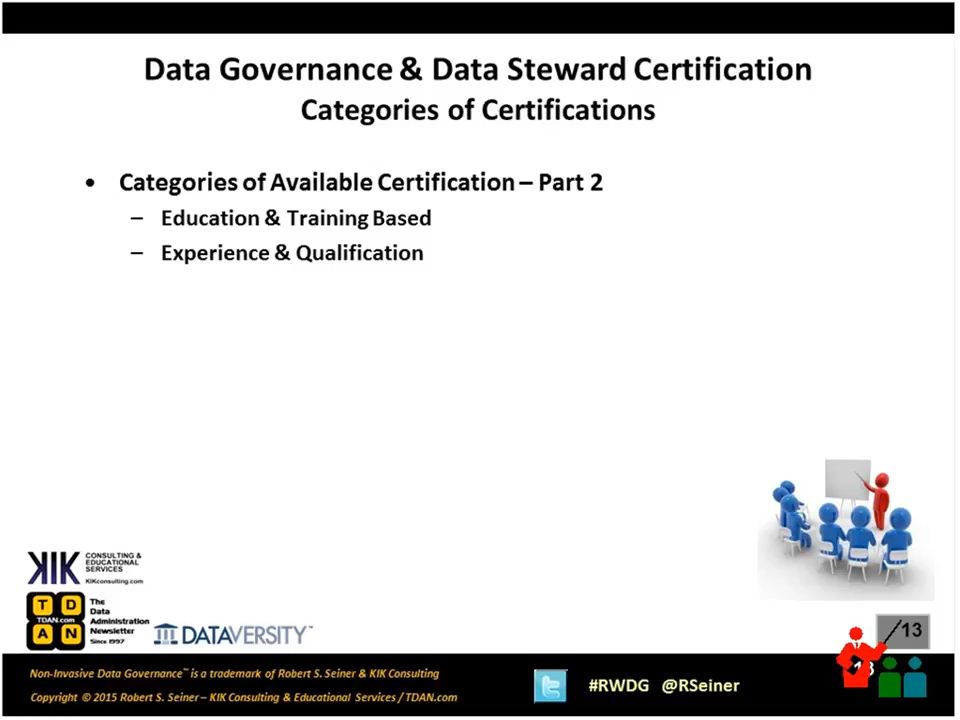 Data Governance & Data Steward Certification
Categories of Certifications
• Categories of Available Certification – Part 2
– Education & Training Based
– Experience & Qualification
KIK CONSULTING &
EDUCATIONAL
SERVICES
KIKconsulting.com
T D
TDAN.com
A N
The
Data
Administration
Newsletter
Since 1997
DATAVERSITY™
/13
Non-Invasive Data Governance™ is a trademark of Robert S. Seiner & KIK Consulting
Copyright © 2015 Robert S. Seiner – KIK Consulting & Educational Services / TDAN.com
#RWDG @RSeiner